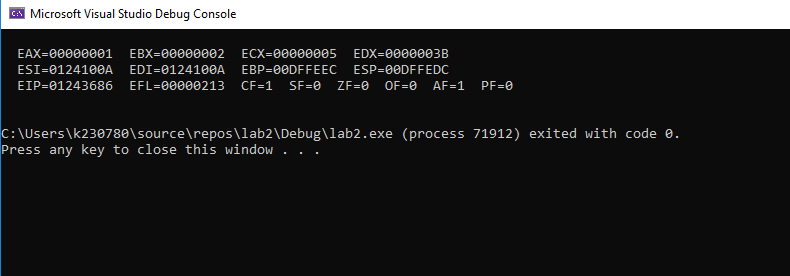 Microsoft Visual Studio Debug Console
EAX=00000001 EBX=00000002 ECX=00000005 EDX=0000003B
ESI=0124100A EDI=0124100A EBP=00DFFEEC ESP=00DFFEDC
EIP=01243686 EFL=00000213 CF=1 SF=0 ZF=0 OF=0 AF=1 PF=0
C:\Users\k230780\source\repos\lab2\Debug\lab2.exe (process 71912) exited with code 0.
Press any key to close this window . . .